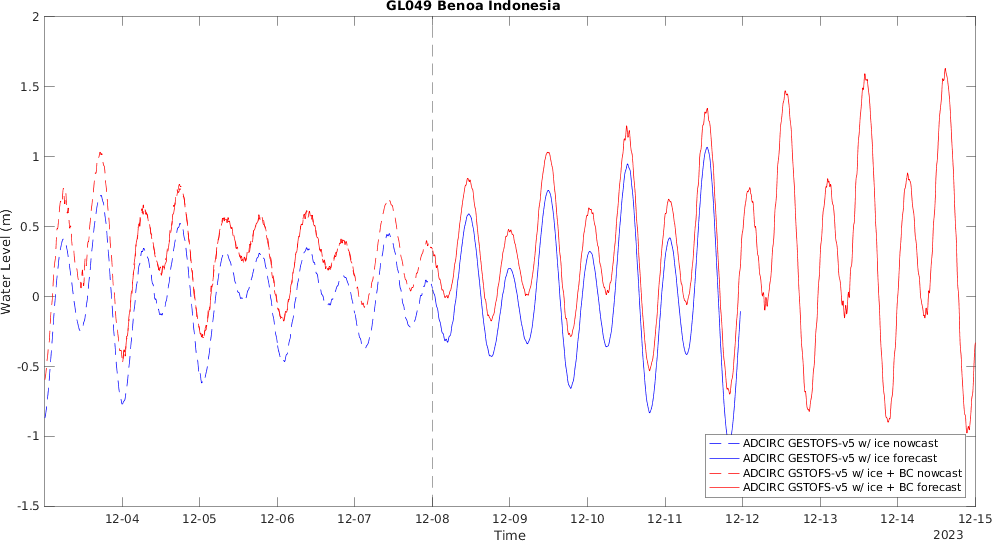 GL049 Benoa Indonesia
2
1.5
1
0.5
0
-0.5
-1
-1.5
Water Level (m)
ADCIRC GESTOFS-v5 w/ ice nowcast
ADCIRC GESTOFS-v5 w/ ice forecast
ADCIRC GSTOFS-v5 w/ ice + BC nowcast
ADCIRC GSTOFS-v5 w/ ice + BC forecast
12-04 12-05 12-06 12-07 12-08 12-09 12-10 12-11 12-12 12-13 12-14 12-15
Time
2023